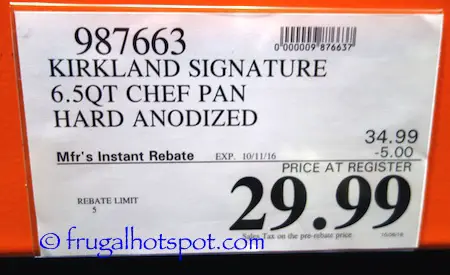 987663
0000009 876637
KIRKLAND SIGNATURE
6.5QT CHEF PAN
HARD ANODIZED
34.99
Mfr's Instant Rebate EXP. 10/11/16 -5.00
PRICE AT REGISTER
29.99
REBATE LIMIT
5
Sales Tax on the pre-rebate price
© frugalhotspot.com